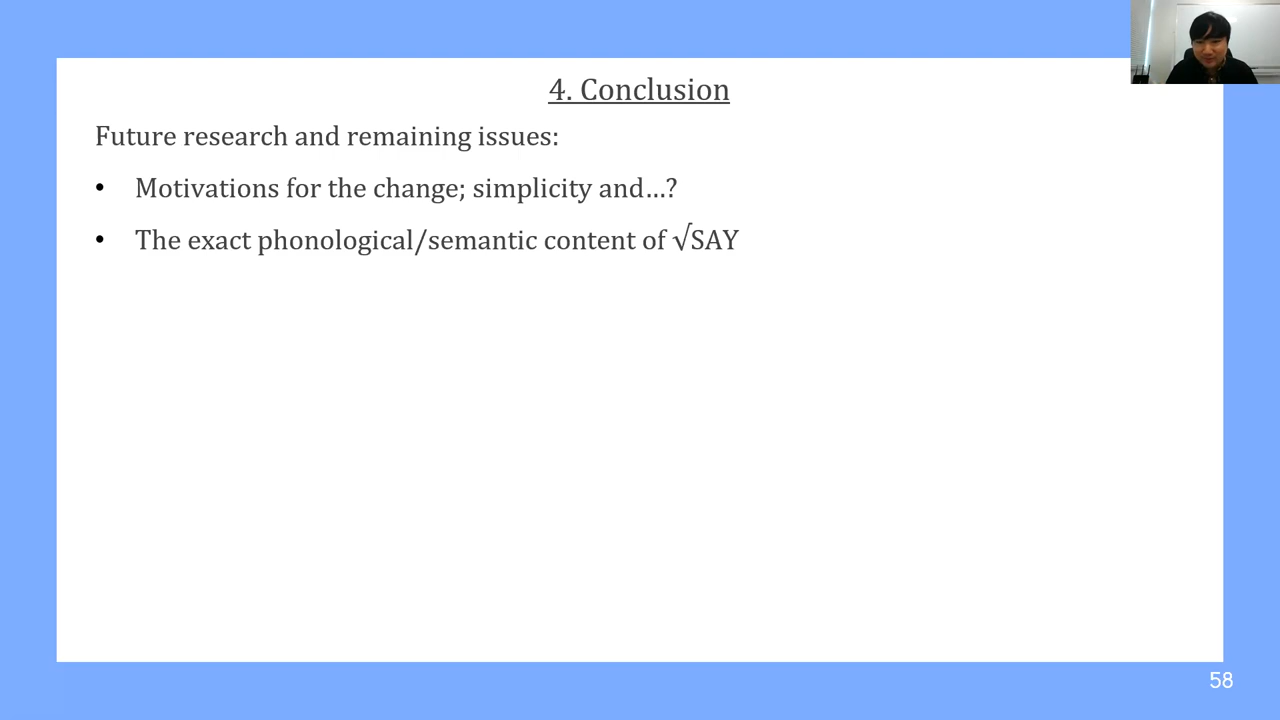 4. Conclusion
Future research and remaining issues:
• Motivations for the change; simplicity and…?
• The exact phonological/semantic content of √SAY
58